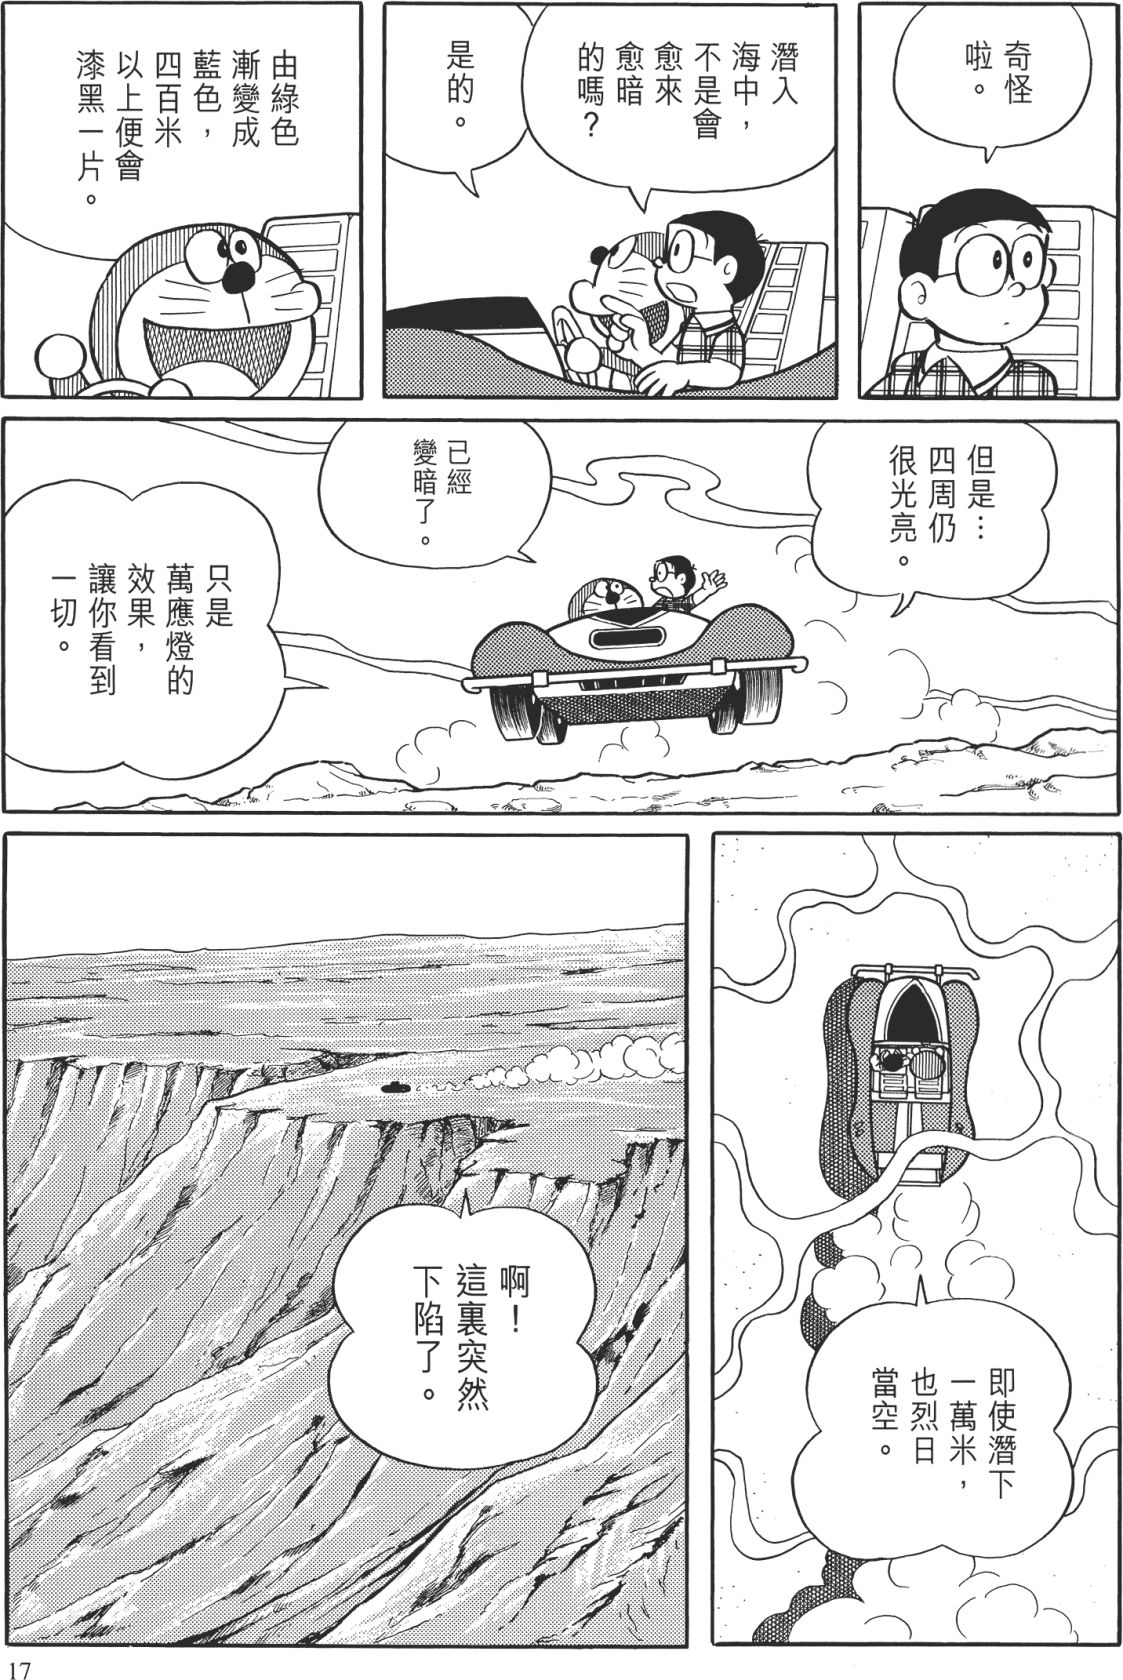 奇怪
啦。
潛入
海中，
不是會
愈來
愈暗
的嗎？
是的。
由綠色
漸變成
藍色，
四百米
以上便會
漆黑一片。
但是…
四周仍
很光亮。
已經
變暗了。
只是
萬應燈的
效果，
讓你看到
一切。
即使潛下
一萬米，
也烈日
當空。
啊！
這裏突然
下陷了。
17